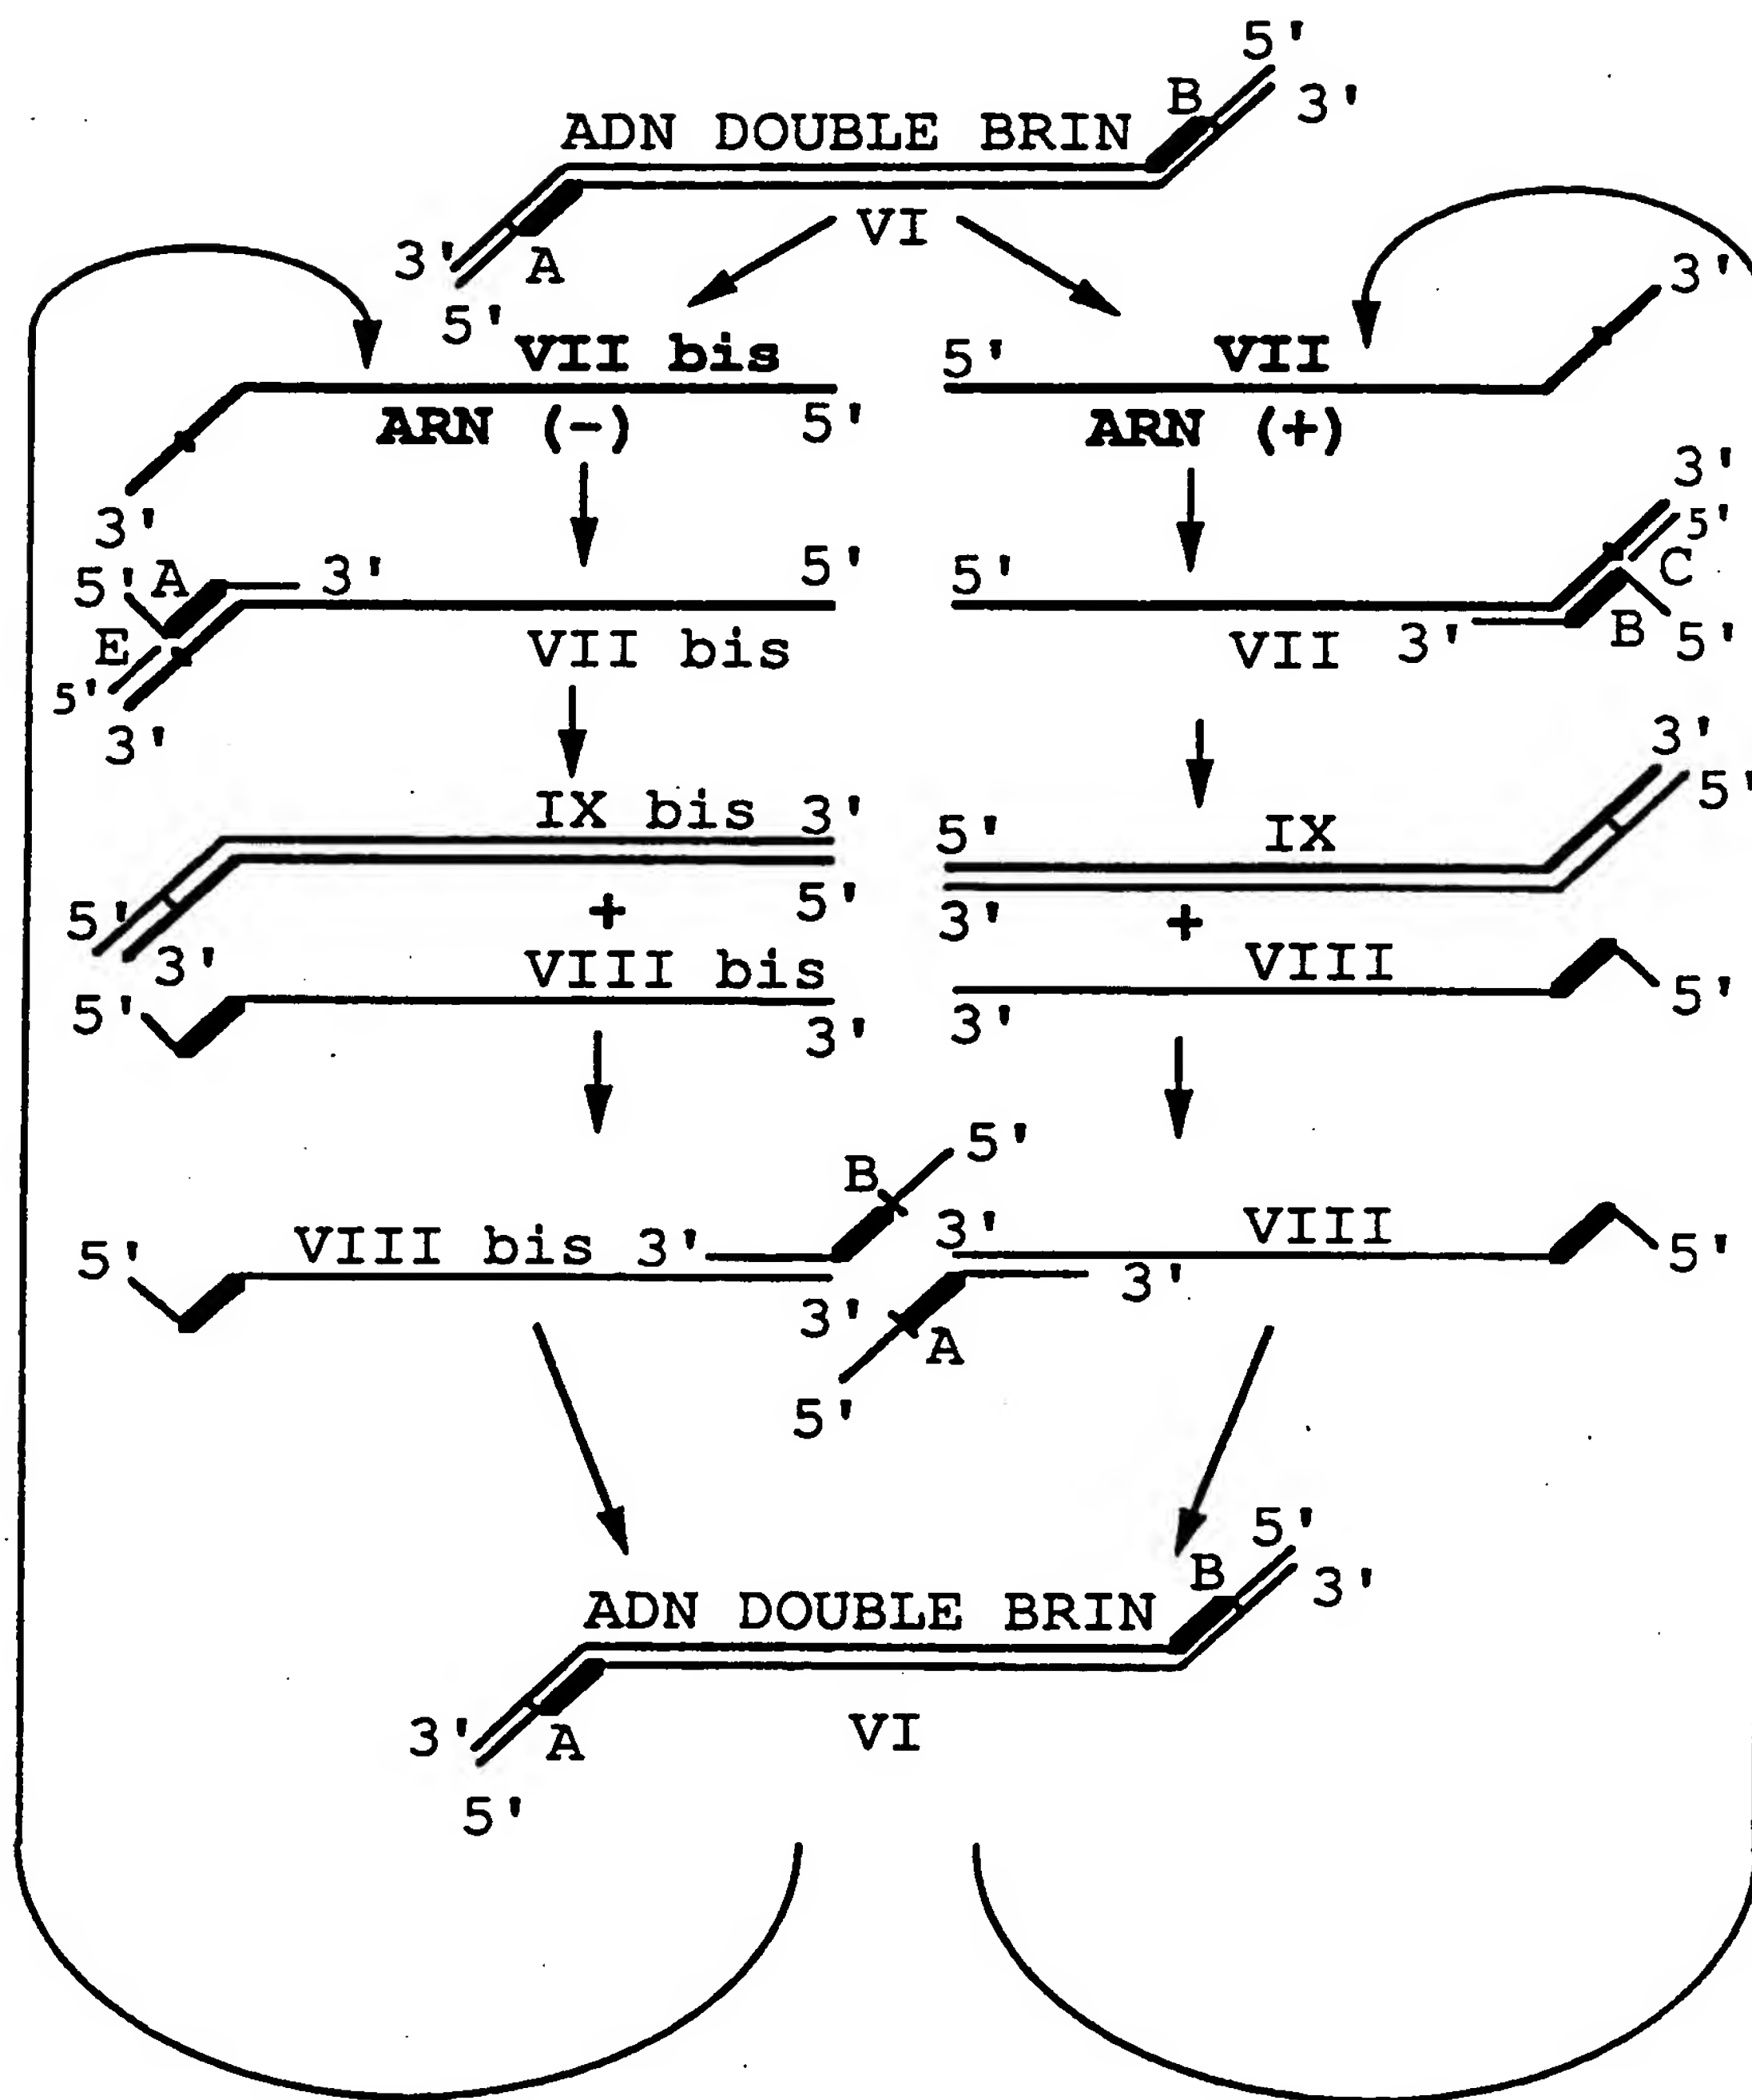 5'
B 3'
ADN DOUBLE BRIN
VI
3' A
5'
3'
VII bis 5' VII
ARN (-) 5' ARN (+)
3'
3'
5' A 3' 5' 5' 5'
C
E VII bis VII 3' B 5'
5'
3'
3'
IX bis 3' 5' IX 5'
5' + 5' 3' +
3' VIII bis VIII
5' 3' 3' 5'
5'
B
5' VIII bis 3' 3' VIII 5'
3' 3'
A
5'
5'
B 3'
ADN DOUBLE BRIN
3' A VI
5'